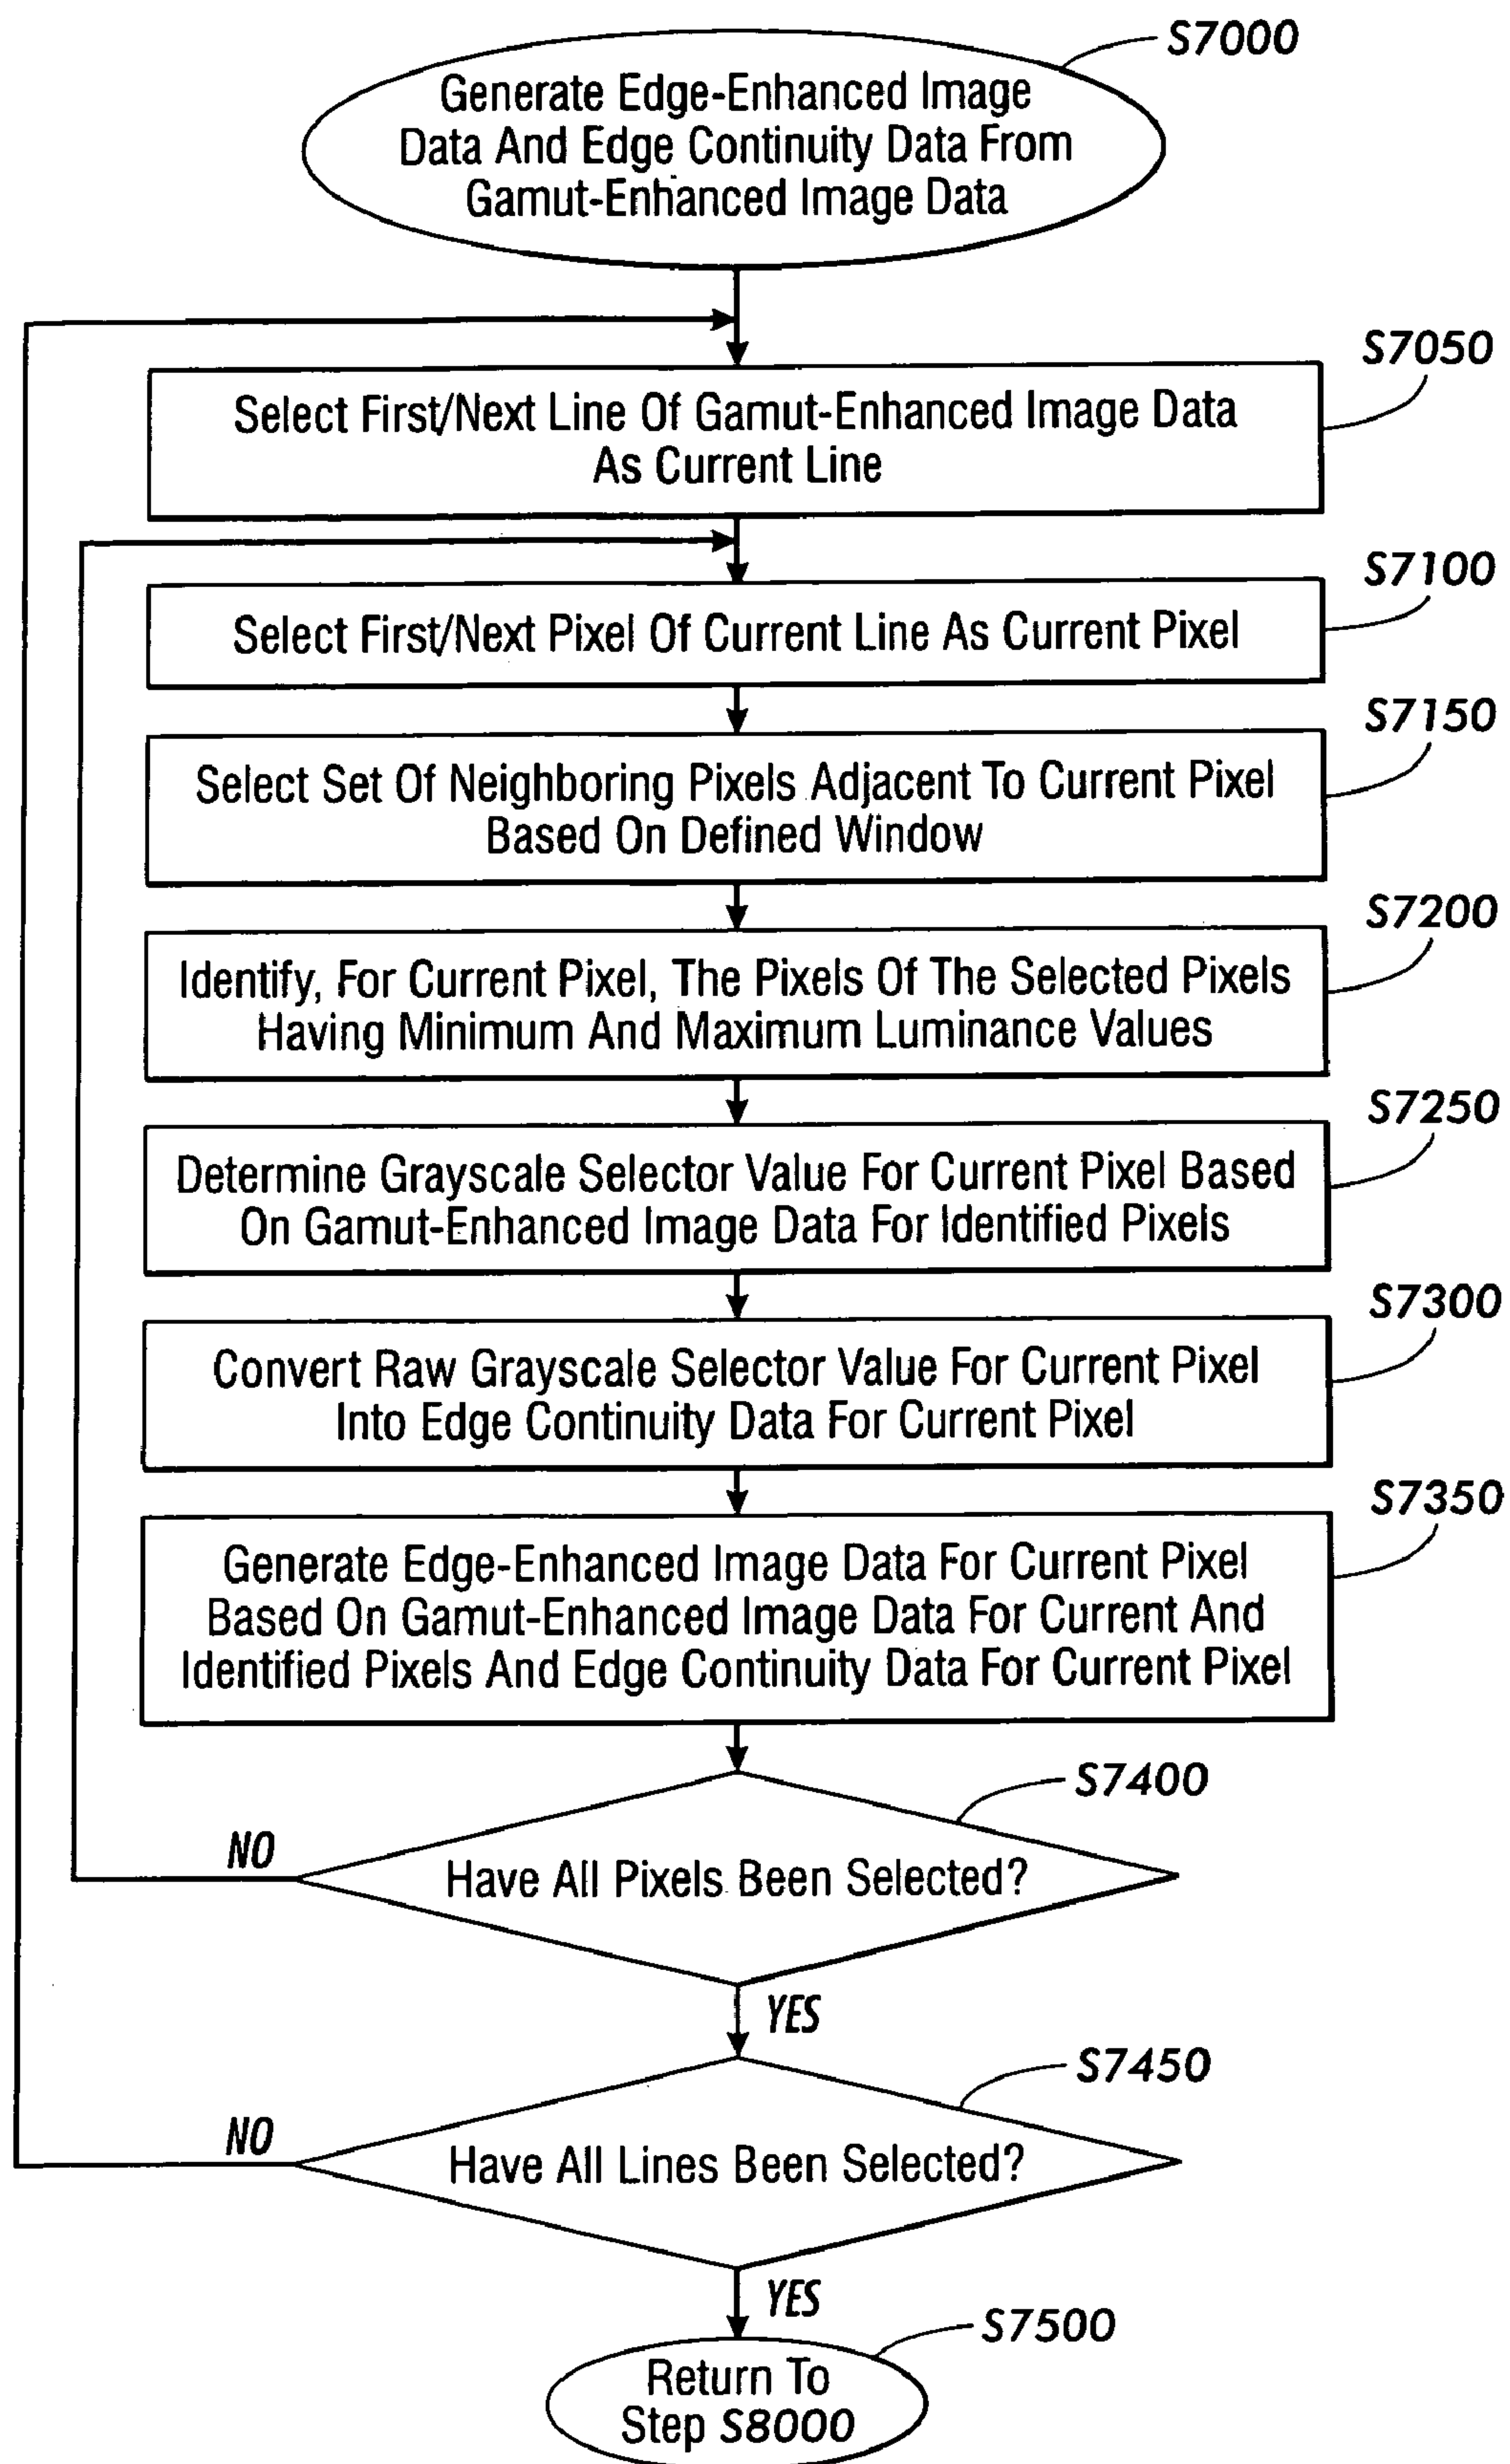 S7000
Generate Edge-Enhanced Image
Data And Edge Continuity Data From
Gamut-Enhanced Image Data
S7050
Select First/Next Line Of Gamut-Enhanced Image Data
As Current Line
S7100
Select First/Next Pixel Of Current Line As Current Pixel
S7150
Select Set Of Neighboring Pixels Adjacent To Current Pixel
Based On Defined Window
S7200
Identify, For Current Pixel, The Pixels Of The Selected Pixels
Having Minimum And Maximum Luminance Values
S7250
Determine Grayscale Selector Value For Current Pixel Based
On Gamut-Enhanced Image Data For Identified Pixels
S7300
Convert Raw Grayscale Selector Value For Current Pixel
Into Edge Continuity Data For Current Pixel
S7350
Generate Edge-Enhanced Image Data For Current Pixel
Based On Gamut-Enhanced Image Data For Current And
Identified Pixels And Edge Continuity Data For Current Pixel
S7400
NO
Have All Pixels Been Selected?
YES
S7450
NO
Have All Lines Been Selected?
YES
S7500
Return To
Step S8000